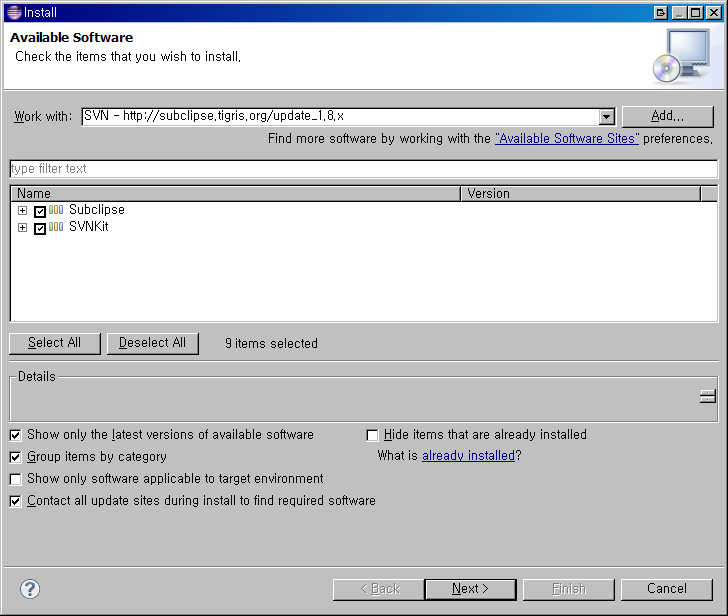 Install
Available Software
Check the items that you wish to install.
Work with: SVN - http://subclipse.tigris.org/update_1.8.x Add...
Find more software by working with the "Available Software Sites" preferences.
type filter text
Name Version
Subclipse
SVNKit
Select All Deselect All 9 items selected
Details
Show only the latest versions of available software Hide items that are already installed
Group items by category What is already installed?
Show only software applicable to target environment
Contact all update sites during install to find required software
? < Back Next > Finish Cancel